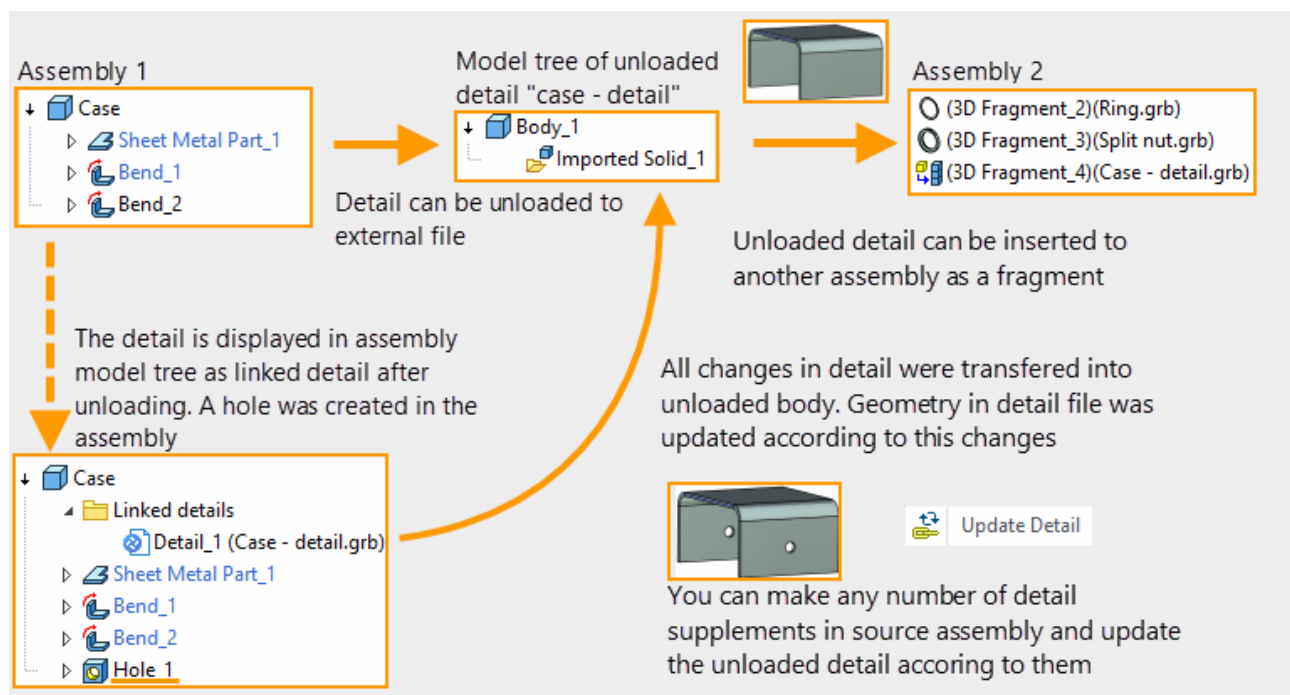 Assembly 1
Case
Sheet Metal Part_1
Bend_1
Bend_2
Model tree of unloaded
detail "case - detail"
Body_1
Imported Solid_1
Detail can be unloaded to
external file
Assembly 2
(3D Fragment_2)(Ring.grb)
(3D Fragment_3)(Split nut.grb)
(3D Fragment_4)(Case - detail.grb)
Unloaded detail can be inserted to
another assembly as a fragment
The detail is displayed in assembly
model tree as linked detail after
unloading. A hole was created in the
assembly
Case
Linked details
Detail_1 (Case - detail.grb)
Sheet Metal Part_1
Bend_1
Bend_2
Hole_1
All changes in detail were transfered into
unloaded body. Geometry in detail file was
updated according to this changes
Update Detail
You can make any number of detail
supplements in source assembly and update
the unloaded detail accoring to them